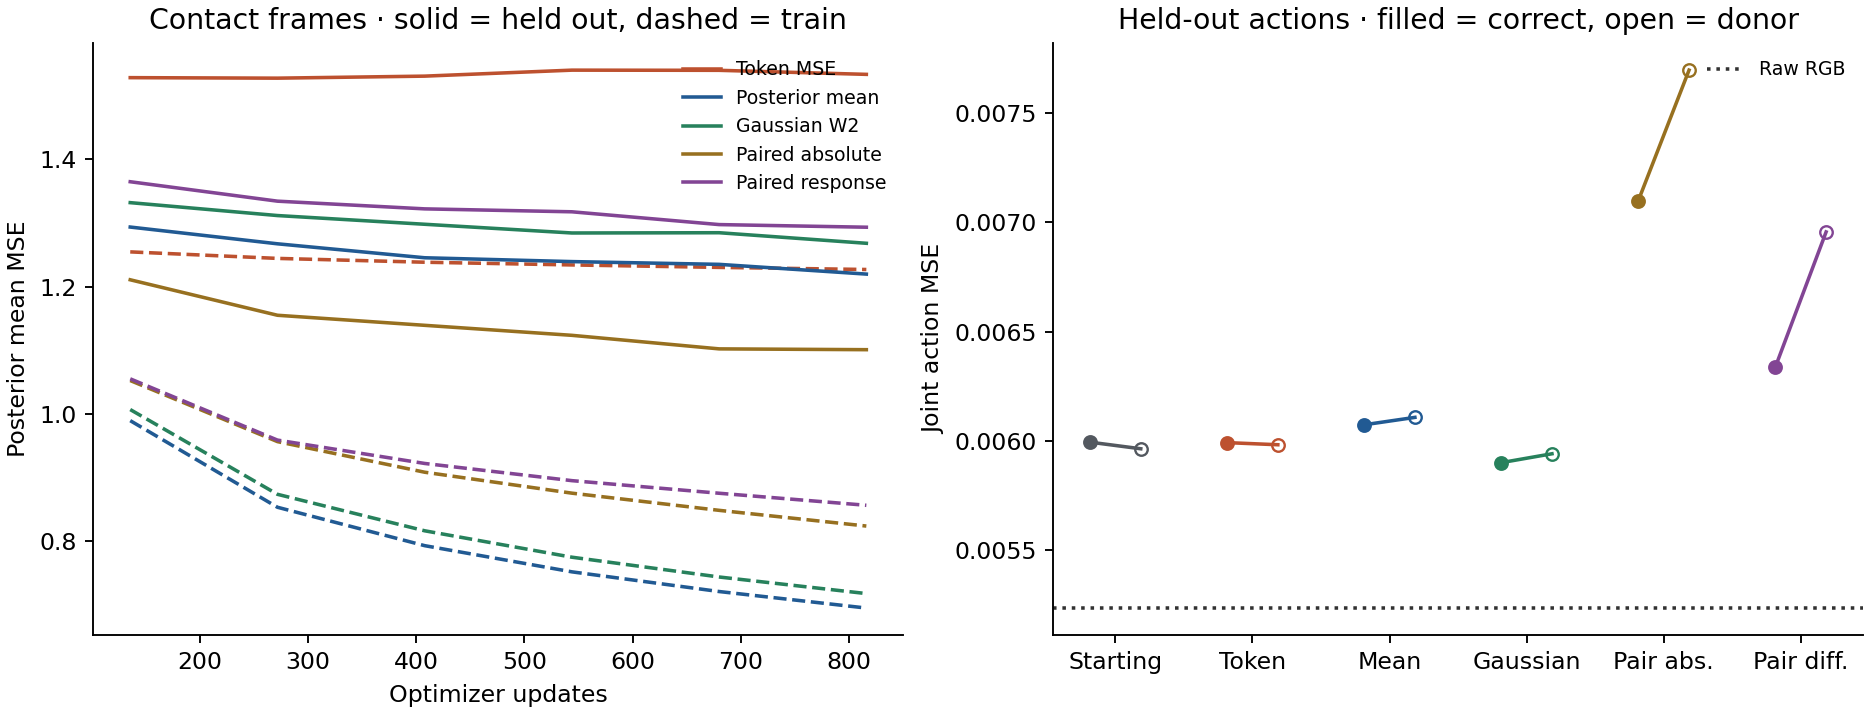 Contact frames · solid = held out, dashed = train
Token MSE
Posterior mean
Gaussian W2
Paired absolute
Paired response
Posterior mean MSE
1.4
1.2
1.0
0.8
200 300 400 500 600 700 800
Optimizer updates
Held-out actions · filled = correct, open = donor
Raw RGB
Joint action MSE
0.0075
0.0070
0.0065
0.0060
0.0055
Starting Token Mean Gaussian Pair abs. Pair diff.